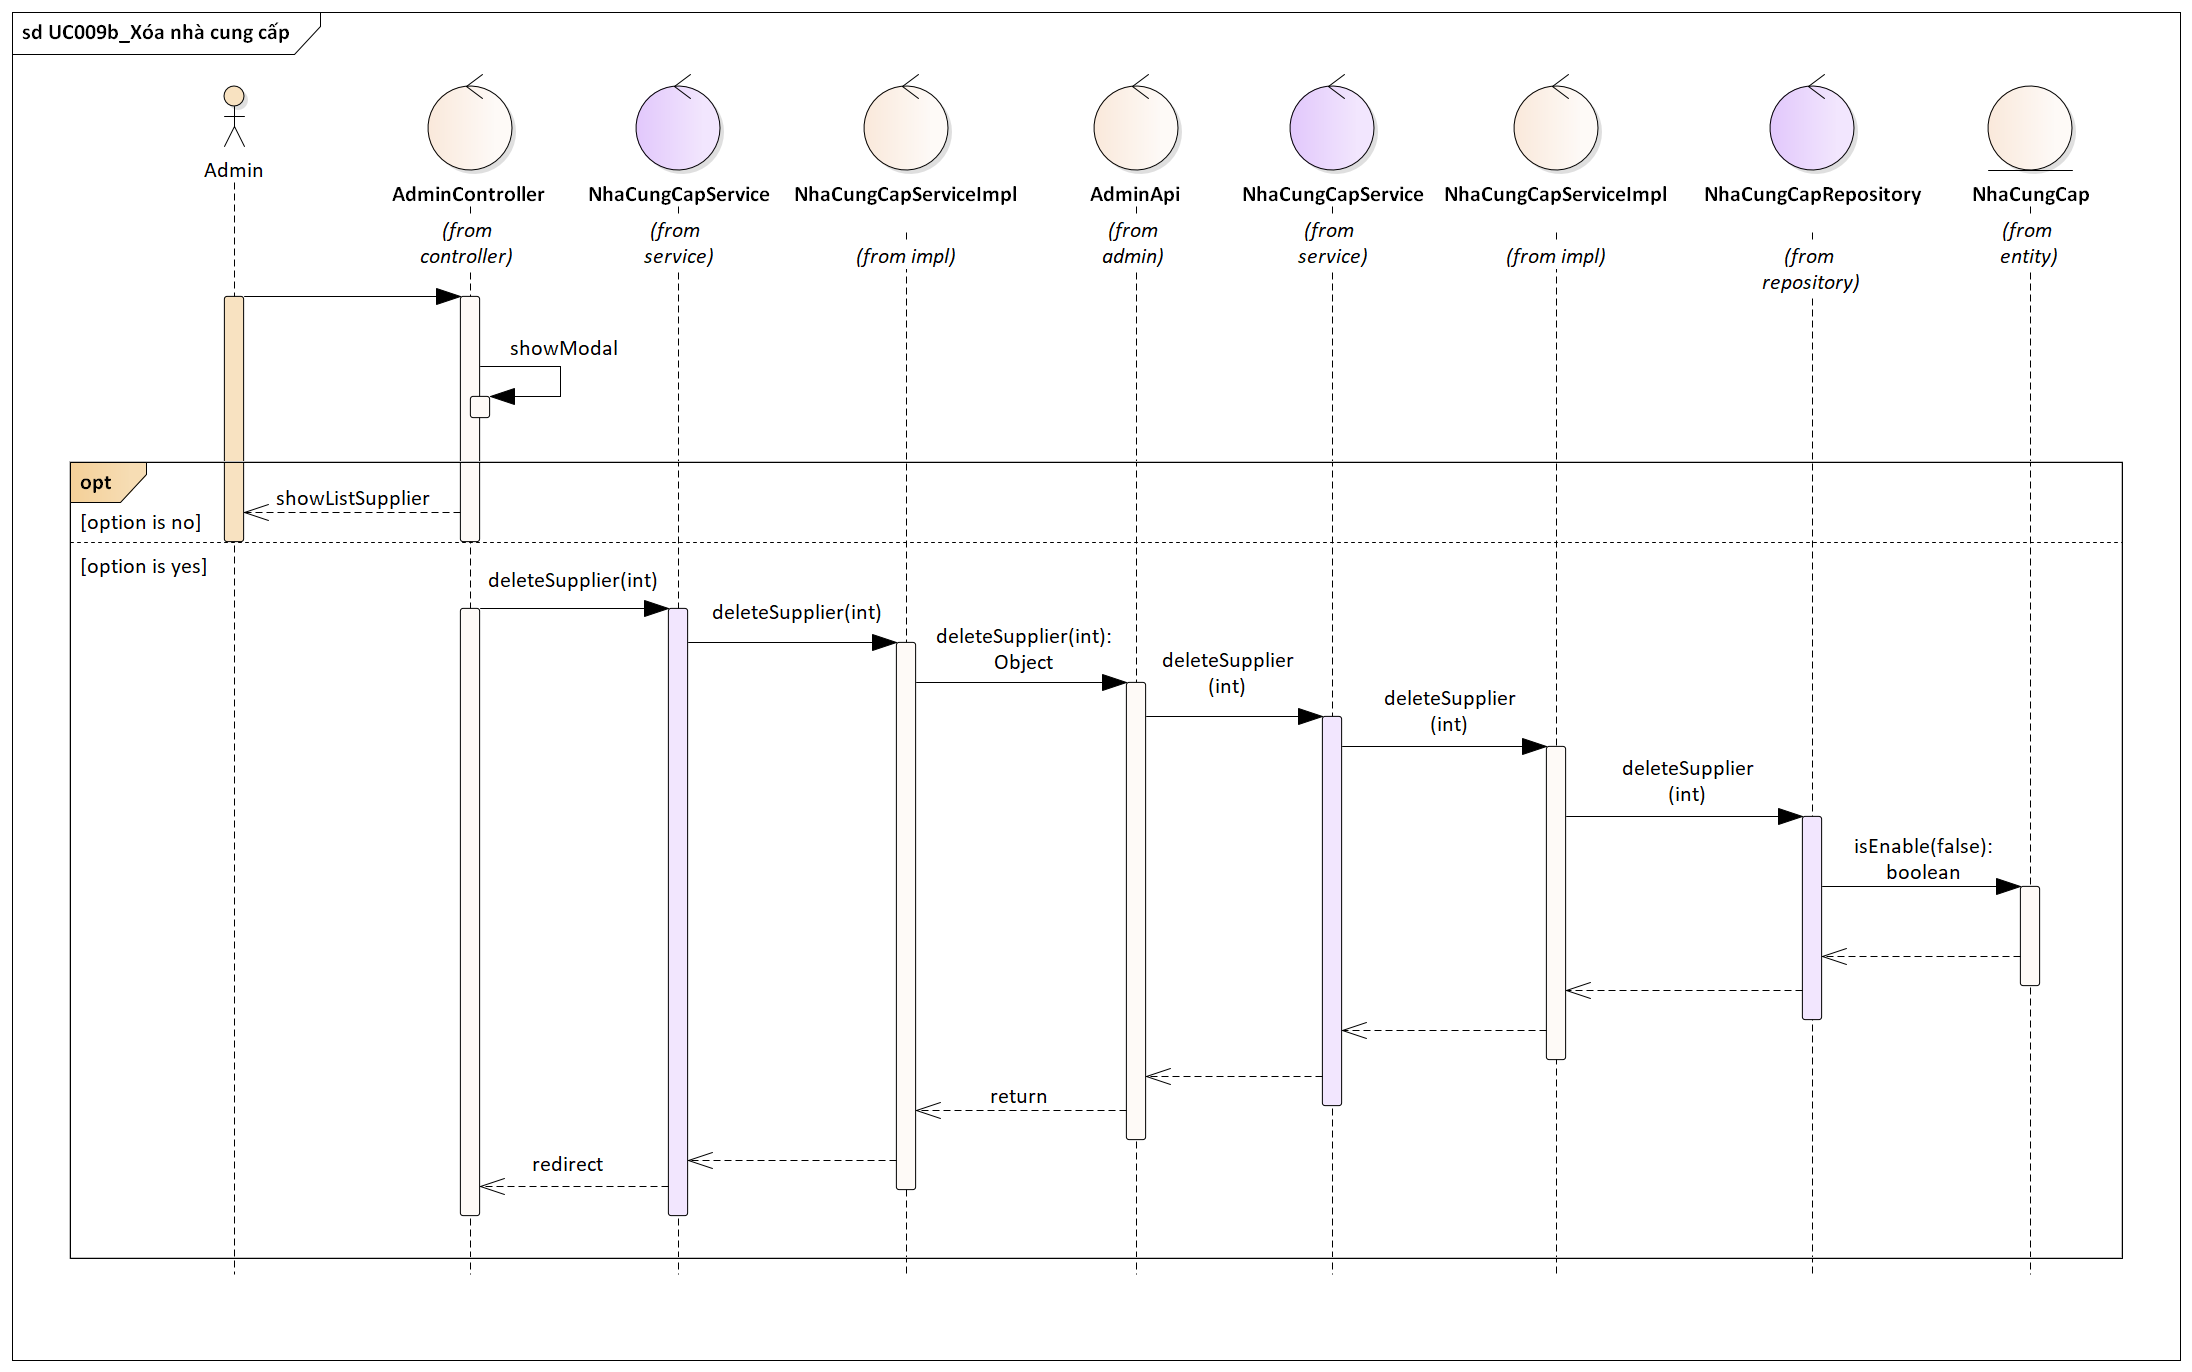 sd UC009b_Xóa nhà cung cấp
Admin
AdminController
(from
controller)
NhaCungCapService
(from
service)
NhaCungCapServiceImpl
(from impl)
AdminApi
(from
admin)
NhaCungCapService
(from
service)
NhaCungCapServiceImpl
(from impl)
NhaCungCapRepository
(from
repository)
NhaCungCap
(from
entity)
showModal
opt
showListSupplier
[option is no]
[option is yes]
deleteSupplier(int)
deleteSupplier(int)
deleteSupplier(int):
Object
deleteSupplier
(int)
deleteSupplier
(int)
deleteSupplier
(int)
isEnable(false):
boolean
return
redirect